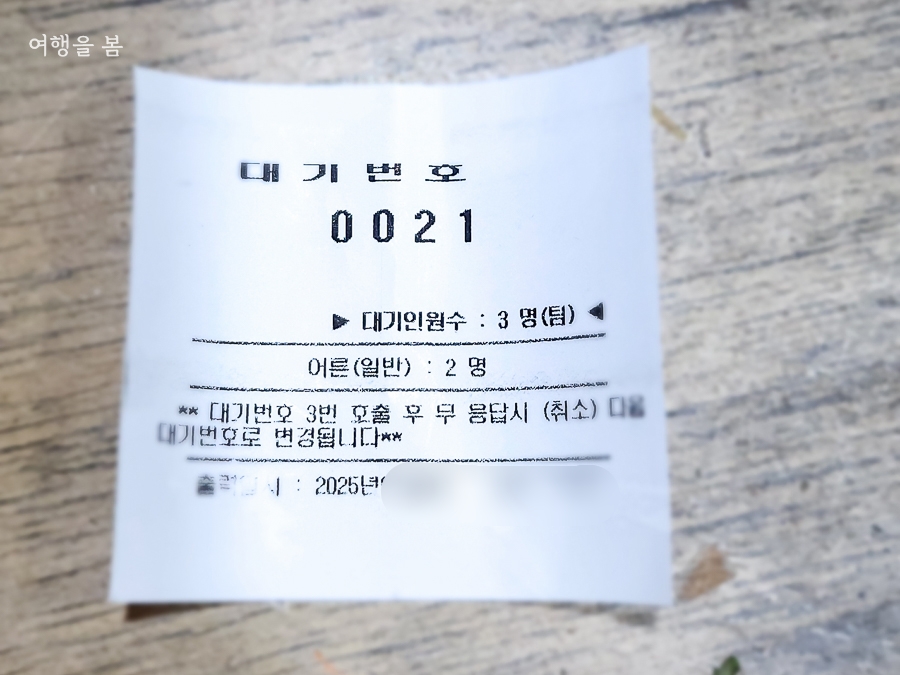 여행을 봄
대기번호
0021
▶ 대기인원수 : 3 명(팀) ◀
어른(일반) : 2 명
** 대기번호 3번 호출 후 무 응답시 (취소) 다음
대기번호로 변경됩니다**
출력일시 : 2025년